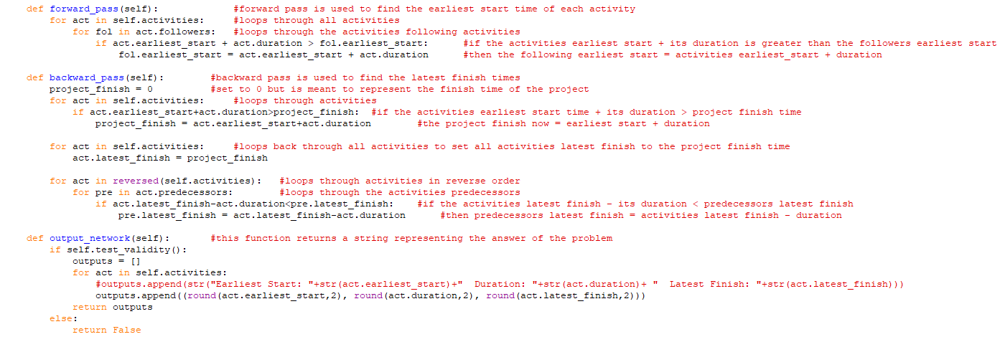 def forward_pass(self):             #forward pass is used to find the earliest start time of each activity
    for act in self.activities:     #loops through all activities
        for fol in act.followers:   #loops through the activities following activities
            if act.earliest_start + act.duration > fol.earliest_start:      #if the activities earliest start + its duration is greater than the followers earliest start
                fol.earliest_start = act.earliest_start + act.duration      #then the following earliest start = activities earliest_start + duration

def backward_pass(self):        #backward pass is used to find the latest finish times
    project_finish = 0          #set to 0 but is meant to represent the finish time of the project
    for act in self.activities:     #loops through activities
        if act.earliest_start+act.duration>project_finish:  #if the activities earliest start time + its duration > project finish time
            project_finish = act.earliest_start+act.duration        #the project finish now = earliest start + duration

    for act in self.activities:     #loops back through all activities to set all activities latest finish to the project finish time
        act.latest_finish = project_finish

    for act in reversed(self.activities):   #loops through activities in reverse order
        for pre in act.predecessors:        #loops through the activities predecessors
            if act.latest_finish-act.duration<pre.latest_finish:    #if the activities latest finish - its duration < predecessors latest finish
                pre.latest_finish = act.latest_finish-act.duration      #then predecessors latest finish = activities latest finish - duration

def output_network(self):       #this function returns a string representing the answer of the problem
    if self.test_validity():
        outputs = []
        for act in self.activities:
            #outputs.append(str("Earliest Start: "+str(act.earliest_start)+"  Duration: "+str(act.duration)+ "  Latest Finish: "+str(act.latest_finish)))
            outputs.append((round(act.earliest_start,2), round(act.duration,2), round(act.latest_finish,2)))
        return outputs
    else:
        return False